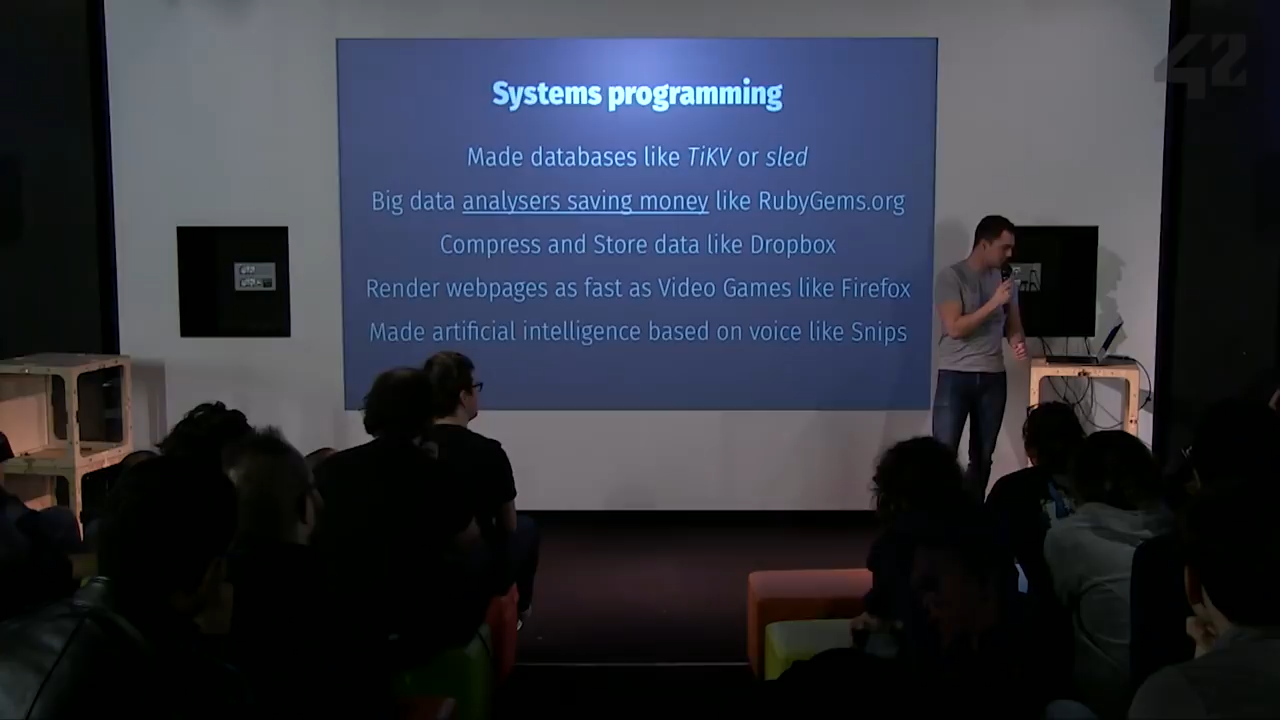 42
Systems programming
Made databases like TiKV or sled
Big data analysers saving money like RubyGems.org
Compress and Store data like Dropbox
Render webpages as fast as Video Games like Firefox
Made artificial intelligence based on voice like Snips